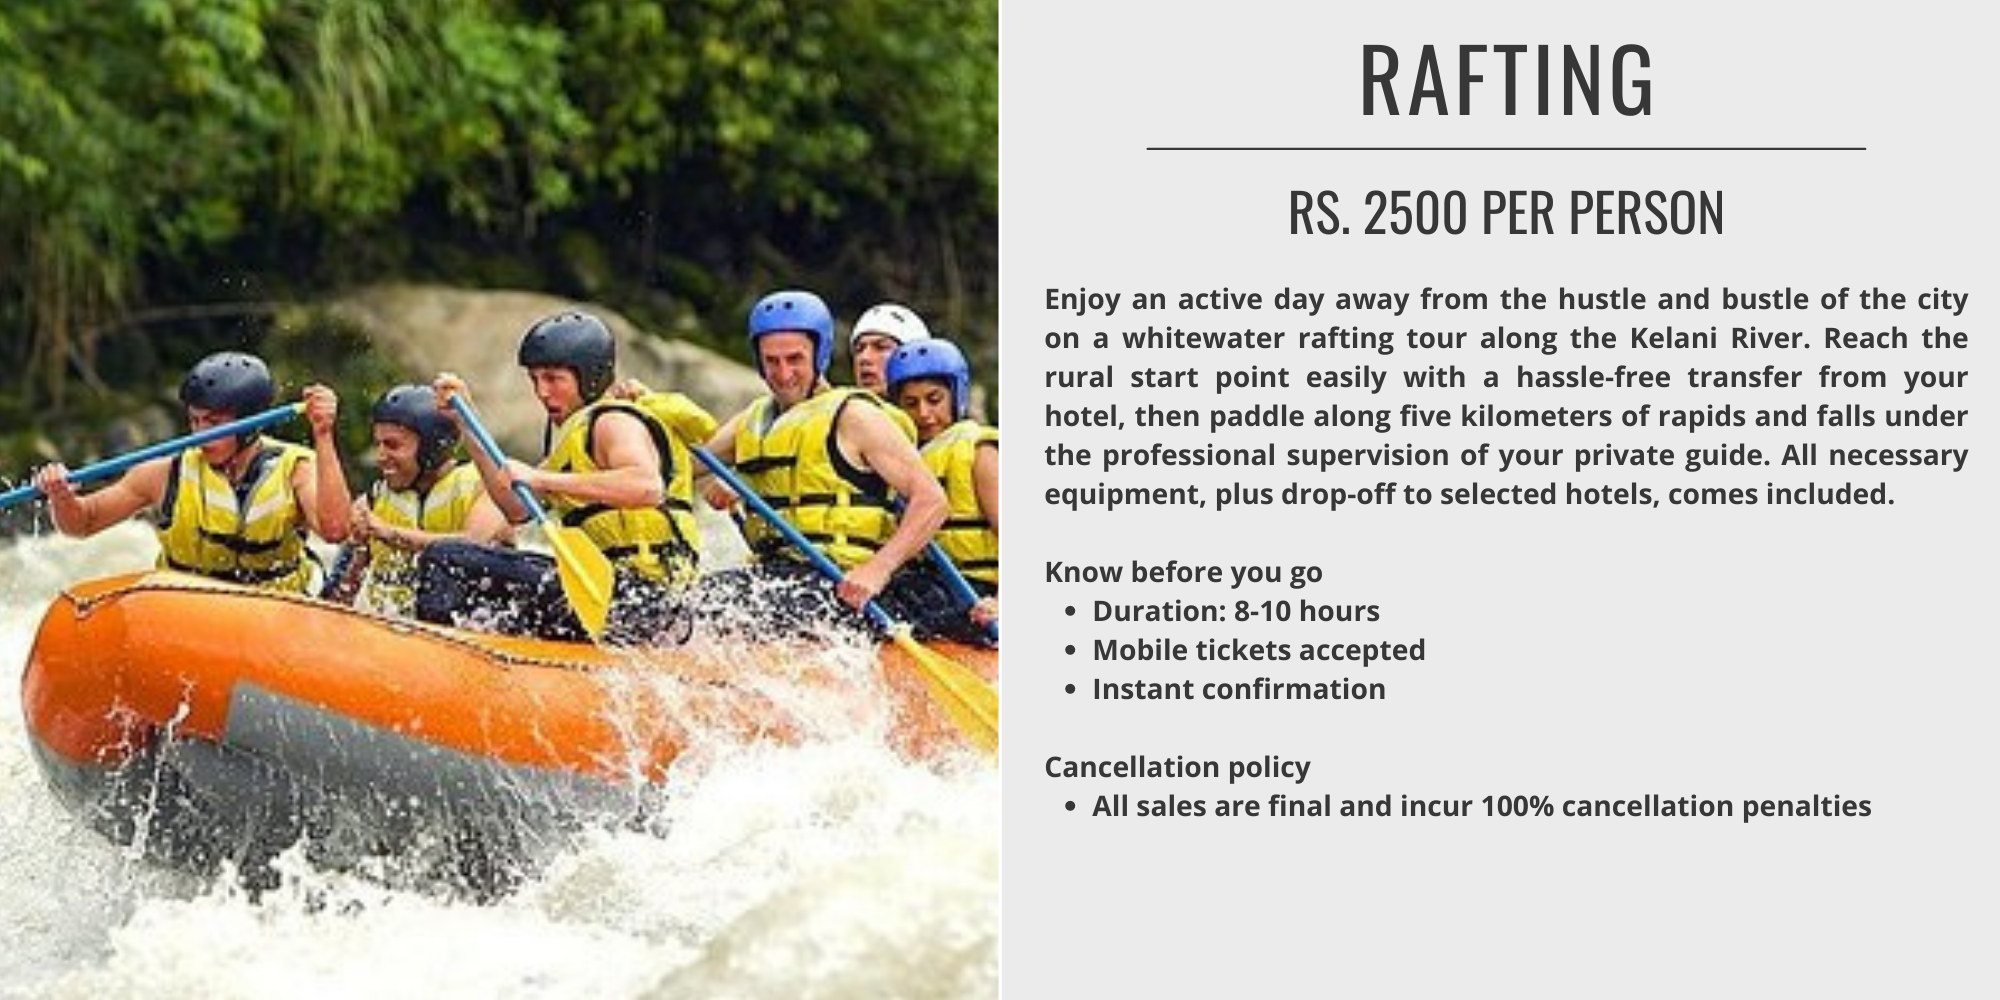 RAFTING
RS. 2500 PER PERSON
Enjoy an active day away from the hustle and bustle of the city
on a whitewater rafting tour along the Kelani River. Reach the
rural start point easily with a hassle-free transfer from your
hotel, then paddle along five kilometers of rapids and falls under
the professional supervision of your private guide. All necessary
equipment, plus drop-off to selected hotels, comes included.
Know before you go
• Duration: 8-10 hours
• Mobile tickets accepted
• Instant confirmation
Cancellation policy
• All sales are final and incur 100% cancellation penalties